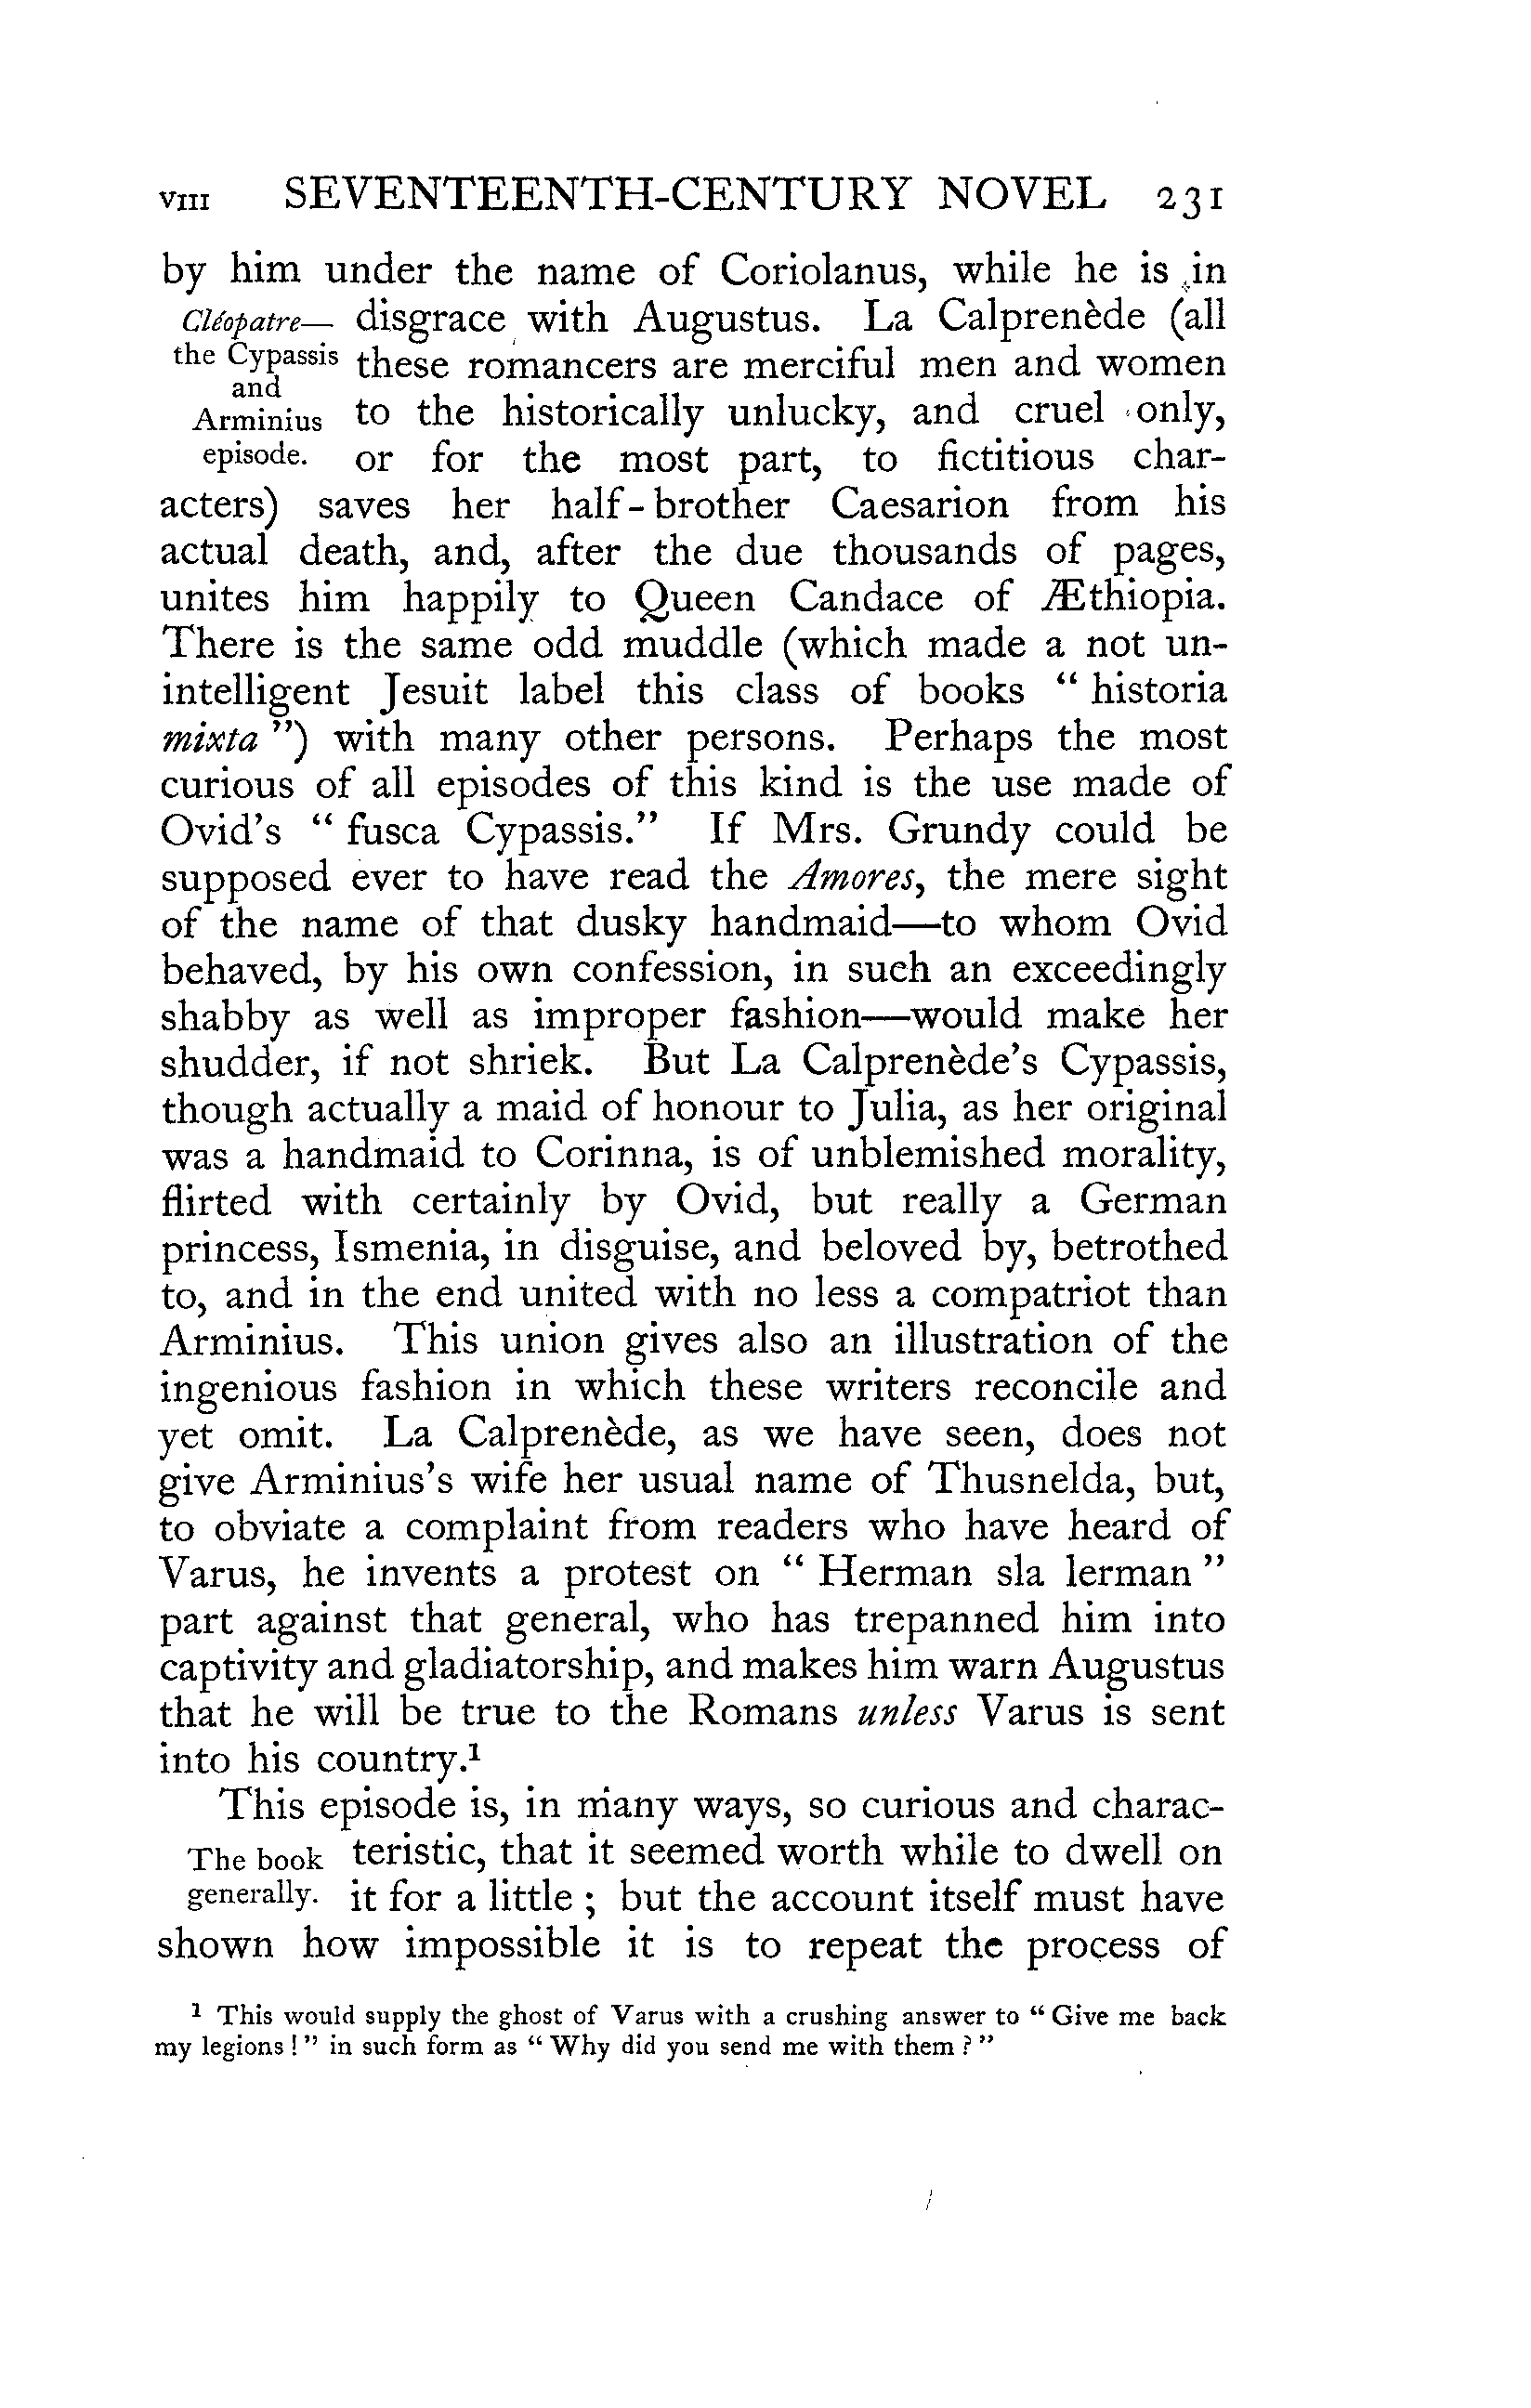 VIII SEVENTEENTH-CENTURY NOVEL 231
by him under the name of Coriolanus, while he is in
Cléopatre— disgrace with Augustus. La Calprenède (all
the Cypassis these romancers are merciful men and women
and
Arminius to the historically unlucky, and cruel only,
episode. or for the most part, to fictitious char-
acters) saves her half-brother Caesarion from his
actual death, and, after the due thousands of pages,
unites him happily to Queen Candace of Æthiopia.
There is the same odd muddle (which made a not un-
intelligent Jesuit label this class of books “ historia
mixta ”) with many other persons. Perhaps the most
curious of all episodes of this kind is the use made of
Ovid’s “ fusca Cypassis.” If Mrs. Grundy could be
supposed ever to have read the Amores, the mere sight
of the name of that dusky handmaid—to whom Ovid
behaved, by his own confession, in such an exceedingly
shabby as well as improper fashion—would make her
shudder, if not shriek. But La Calprenède’s Cypassis,
though actually a maid of honour to Julia, as her original
was a handmaid to Corinna, is of unblemished morality,
flirted with certainly by Ovid, but really a German
princess, Ismenia, in disguise, and beloved by, betrothed
to, and in the end united with no less a compatriot than
Arminius. This union gives also an illustration of the
ingenious fashion in which these writers reconcile and
yet omit. La Calprenède, as we have seen, does not
give Arminius’s wife her usual name of Thusnelda, but,
to obviate a complaint from readers who have heard of
Varus, he invents a protest on “ Herman sla lerman ”
part against that general, who has trepanned him into
captivity and gladiatorship, and makes him warn Augustus
that he will be true to the Romans unless Varus is sent
into his country.¹
This episode is, in many ways, so curious and charac-
The book teristic, that it seemed worth while to dwell on
generally. it for a little ; but the account itself must have
shown how impossible it is to repeat the process of
¹ This would supply the ghost of Varus with a crushing answer to “ Give me back
my legions ! ” in such form as “ Why did you send me with them ? ”